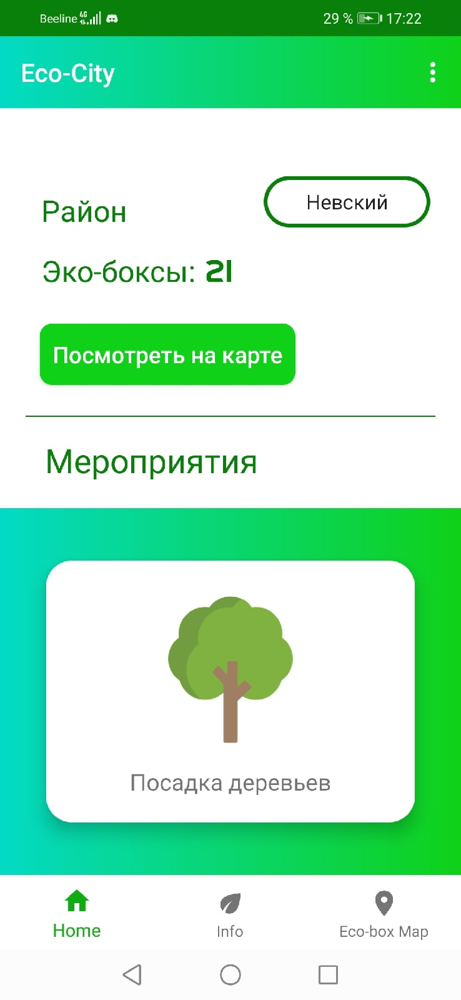 Beeline 4G 29 % 17:22
Eco-City
Район
Невский
Эко-боксы: 21
Посмотреть на карте
Мероприятия
Посадка деревьев
Home Info Eco-box Map